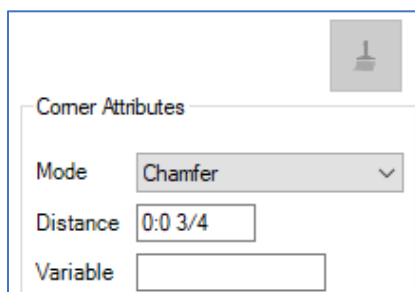 Corner Attributes
Mode Chamfer
Distance 0:0 3/4
Variable